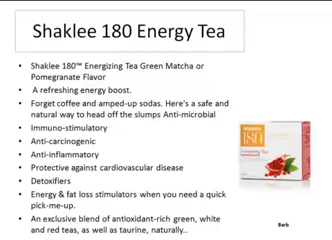 Shaklee 180 Energy Tea
• Shaklee 180™ Energizing Tea Green Matcha or
Pomegranate Flavor
• A refreshing energy boost.
• Forget coffee and amped-up sodas. Here's a safe and
natural way to head off the slumps Anti-microbial
• Immuno-stimulatory
• Anti-carcinogenic
• Anti-inflammatory
• Protective against cardiovascular disease
• Detoxifiers
• Energy & fat loss stimulators when you need a quick
pick-me-up.
• An exclusive blend of antioxidant-rich green, white
and red teas, as well as taurine, naturally..
180
Energizing Tea
Barb